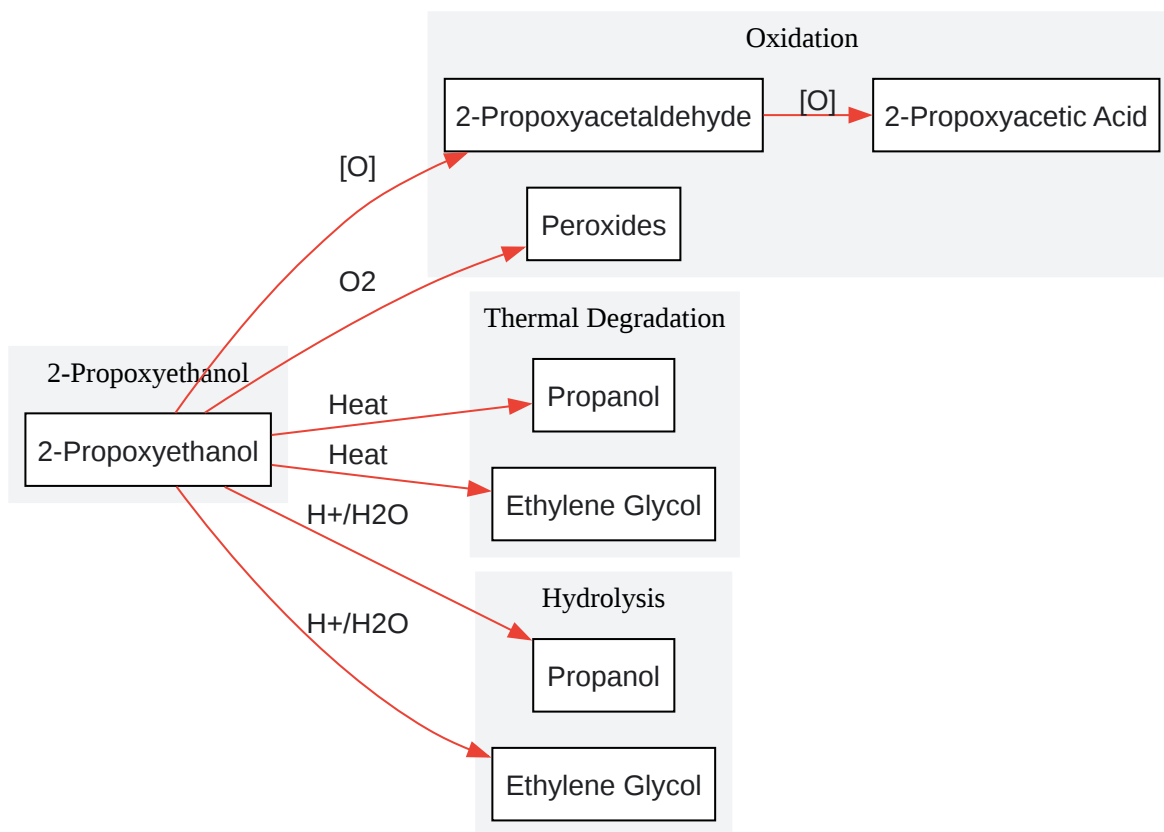 Oxidation
2-Propoxyacetaldehyde
[O]
2-Propoxyacetic Acid
[O]
Peroxides
O2
Thermal Degradation
2-Propoxyethanol
Propanol
Heat
2-Propoxyethanol
Heat
Ethylene Glycol
H+/H2O
Hydrolysis
H+/H2O
Propanol
Ethylene Glycol